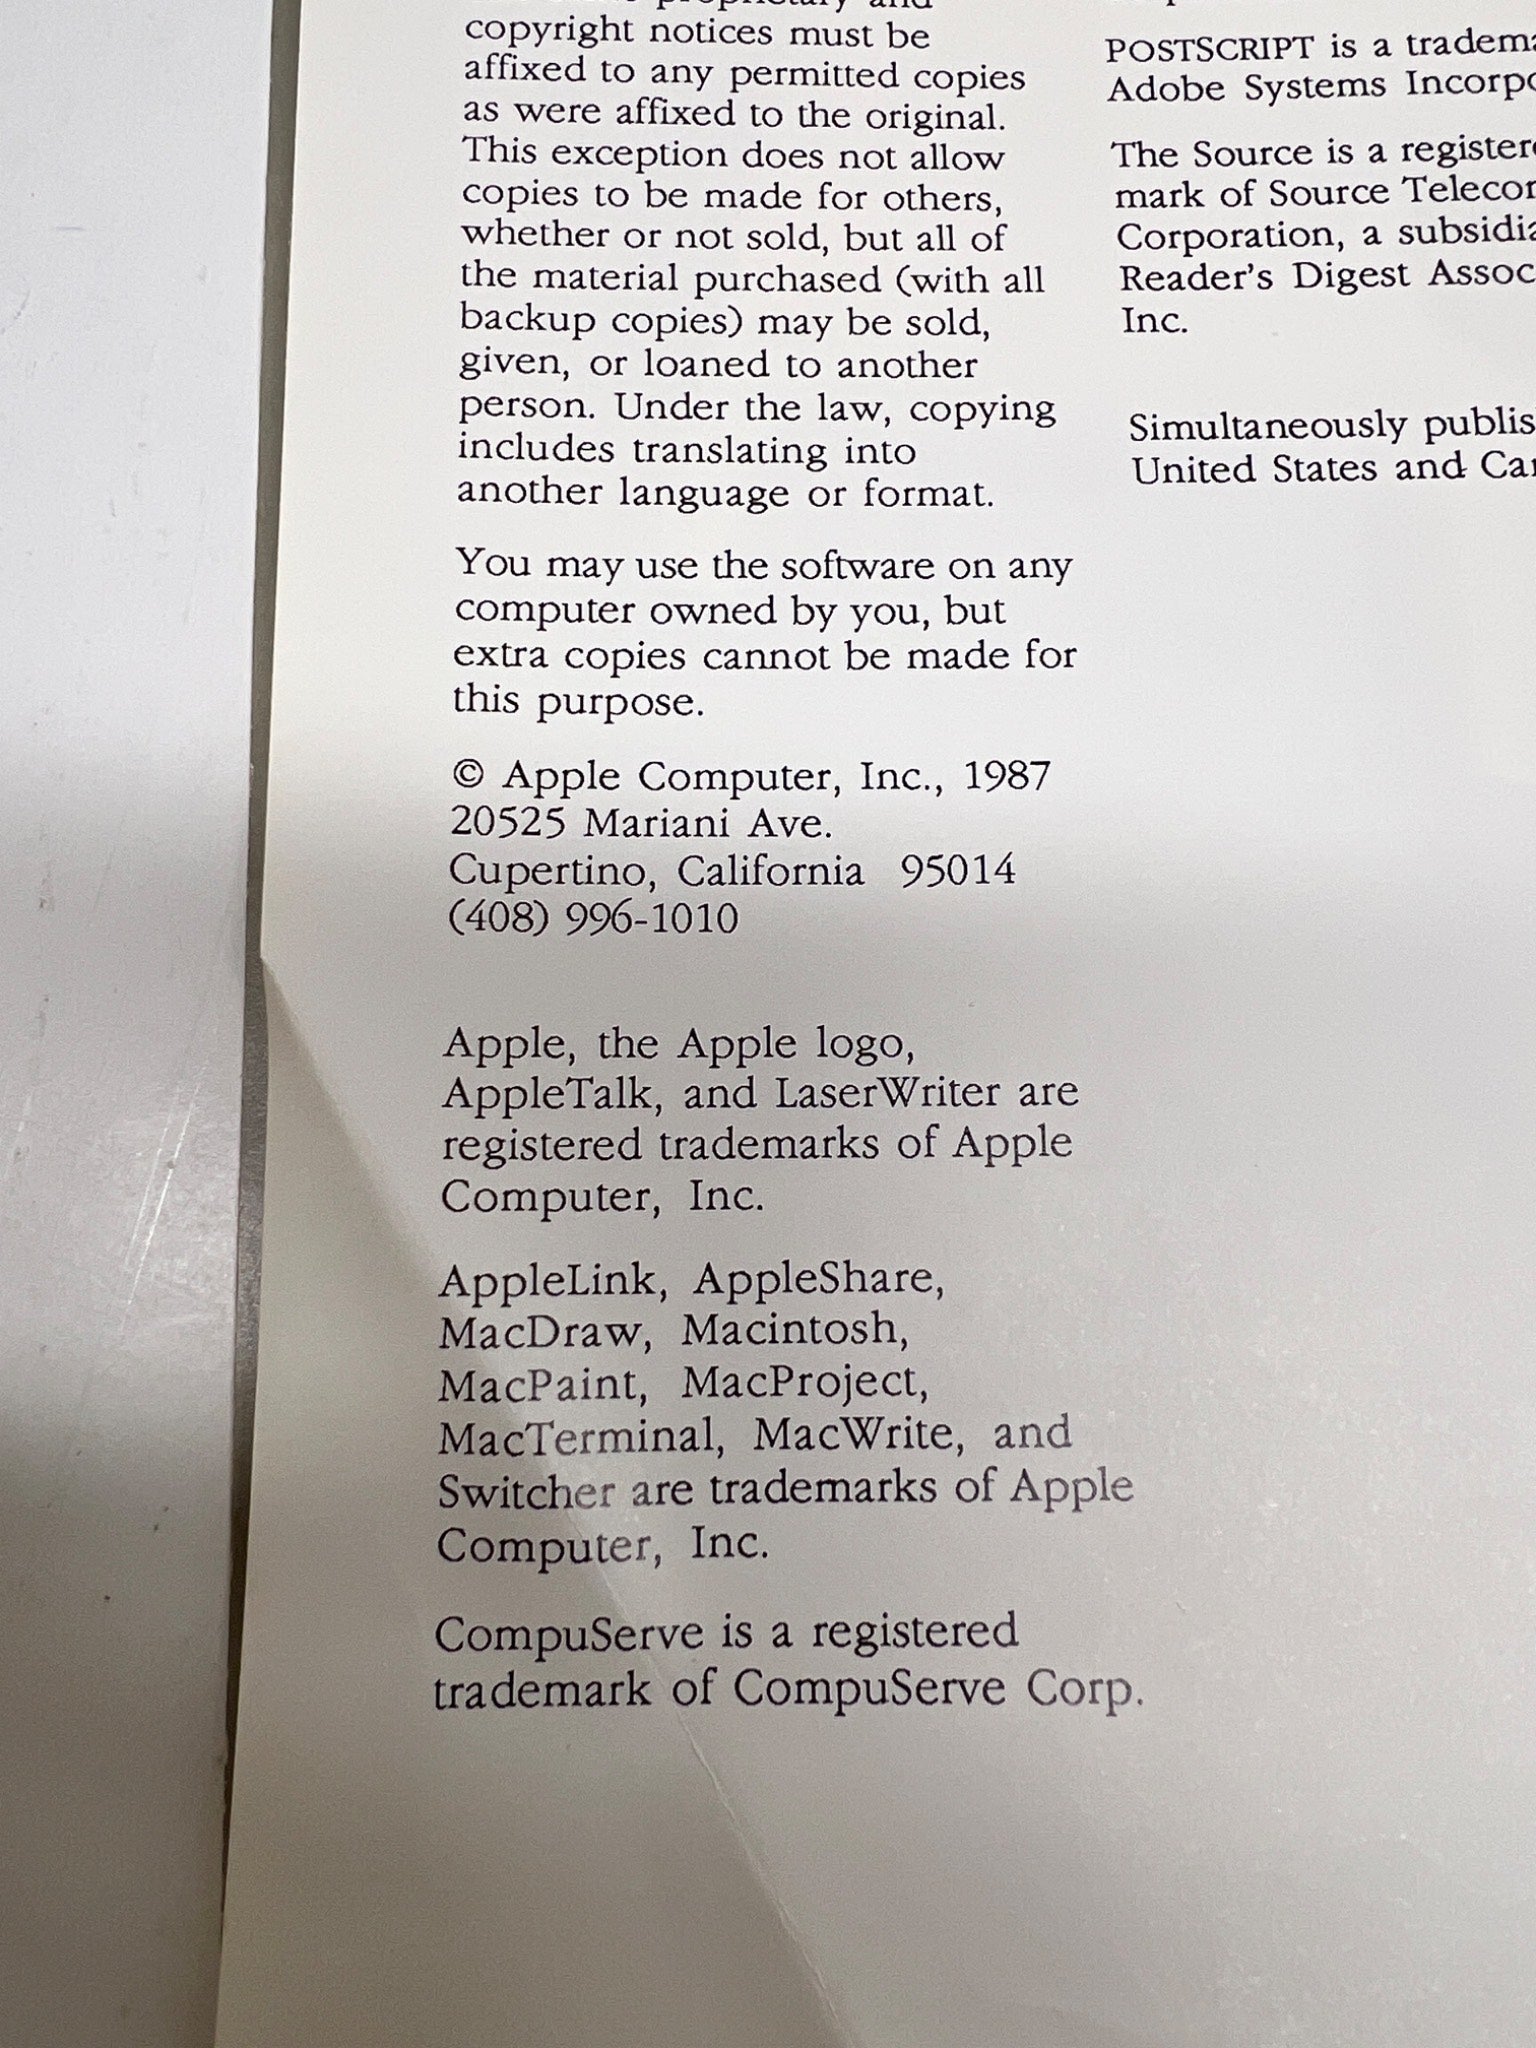 copyright notices must be
affixed to any permitted copies
as were affixed to the original.
This exception does not allow
copies to be made for others,
whether or not sold, but all of
the material purchased (with all
backup copies) may be sold,
given, or loaned to another
person. Under the law, copying
includes translating into
another language or format.
You may use the software on any
computer owned by you, but
extra copies cannot be made for
this purpose.
© Apple Computer, Inc., 1987
20525 Mariani Ave.
Cupertino, California 95014
(408) 996-1010
Apple, the Apple logo,
AppleTalk, and LaserWriter are
registered trademarks of Apple
Computer, Inc.
AppleLink, AppleShare,
MacDraw, Macintosh,
MacPaint, MacProject,
MacTerminal, MacWrite, and
Switcher are trademarks of Apple
Computer, Inc.
CompuServe is a registered
trademark of CompuServe Corp.
POSTSCRIPT is a
Adobe Systems
The Source is a
mark of Source
Corporation, a
Reader's Digest
Inc.
Simultaneously
United States and